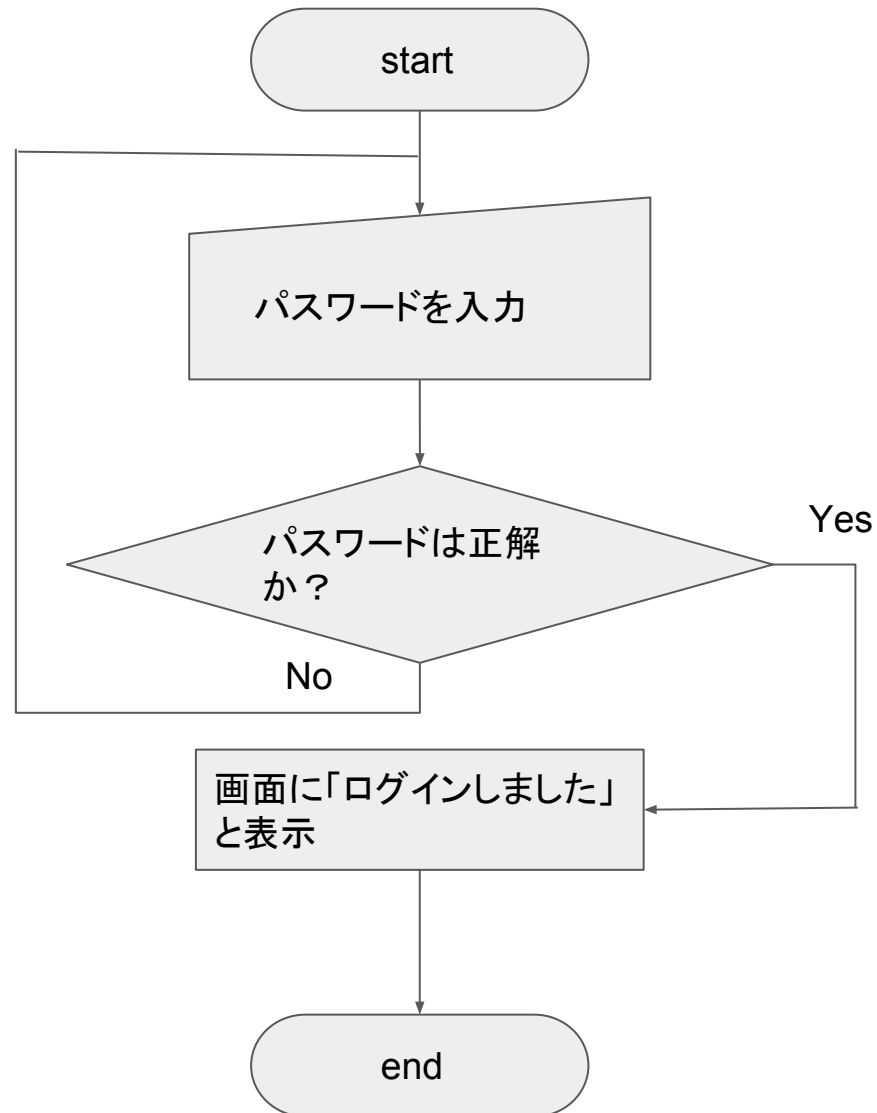 start
パスワードを入力
パスワードは正解
か？
Yes
No
画面に「ログインしました」
と表示
end